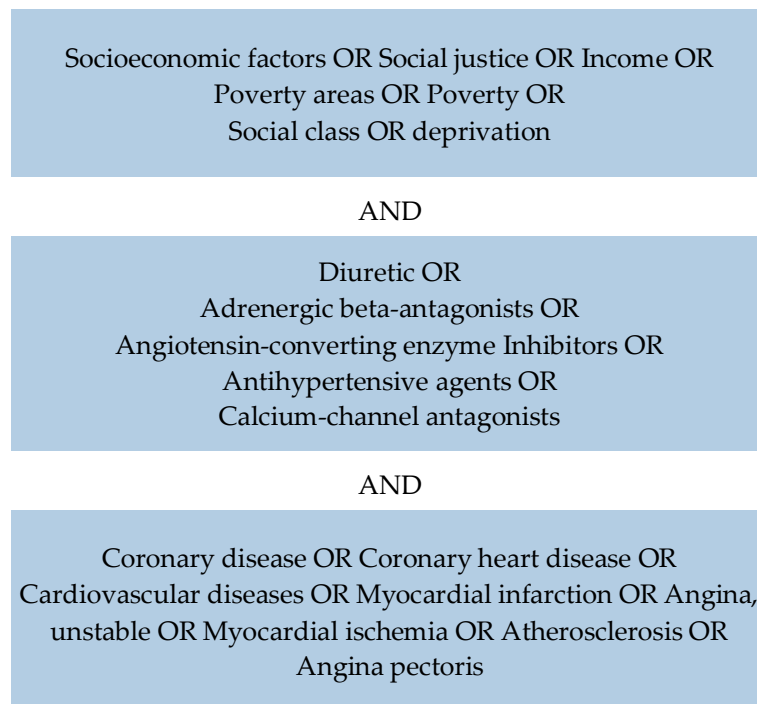 Socioeconomic factors OR Social justice OR Income OR
Poverty areas OR Poverty OR
Social class OR deprivation
AND
Diuretic OR
Adrenergic beta-antagonists OR
Angiotensin-converting enzyme Inhibitors OR
Antihypertensive agents OR
Calcium-channel antagonists
AND
Coronary disease OR Coronary heart disease OR
Cardiovascular diseases OR Myocardial infarction OR Angina,
unstable OR Myocardial ischemia OR Atherosclerosis OR
Angina pectoris